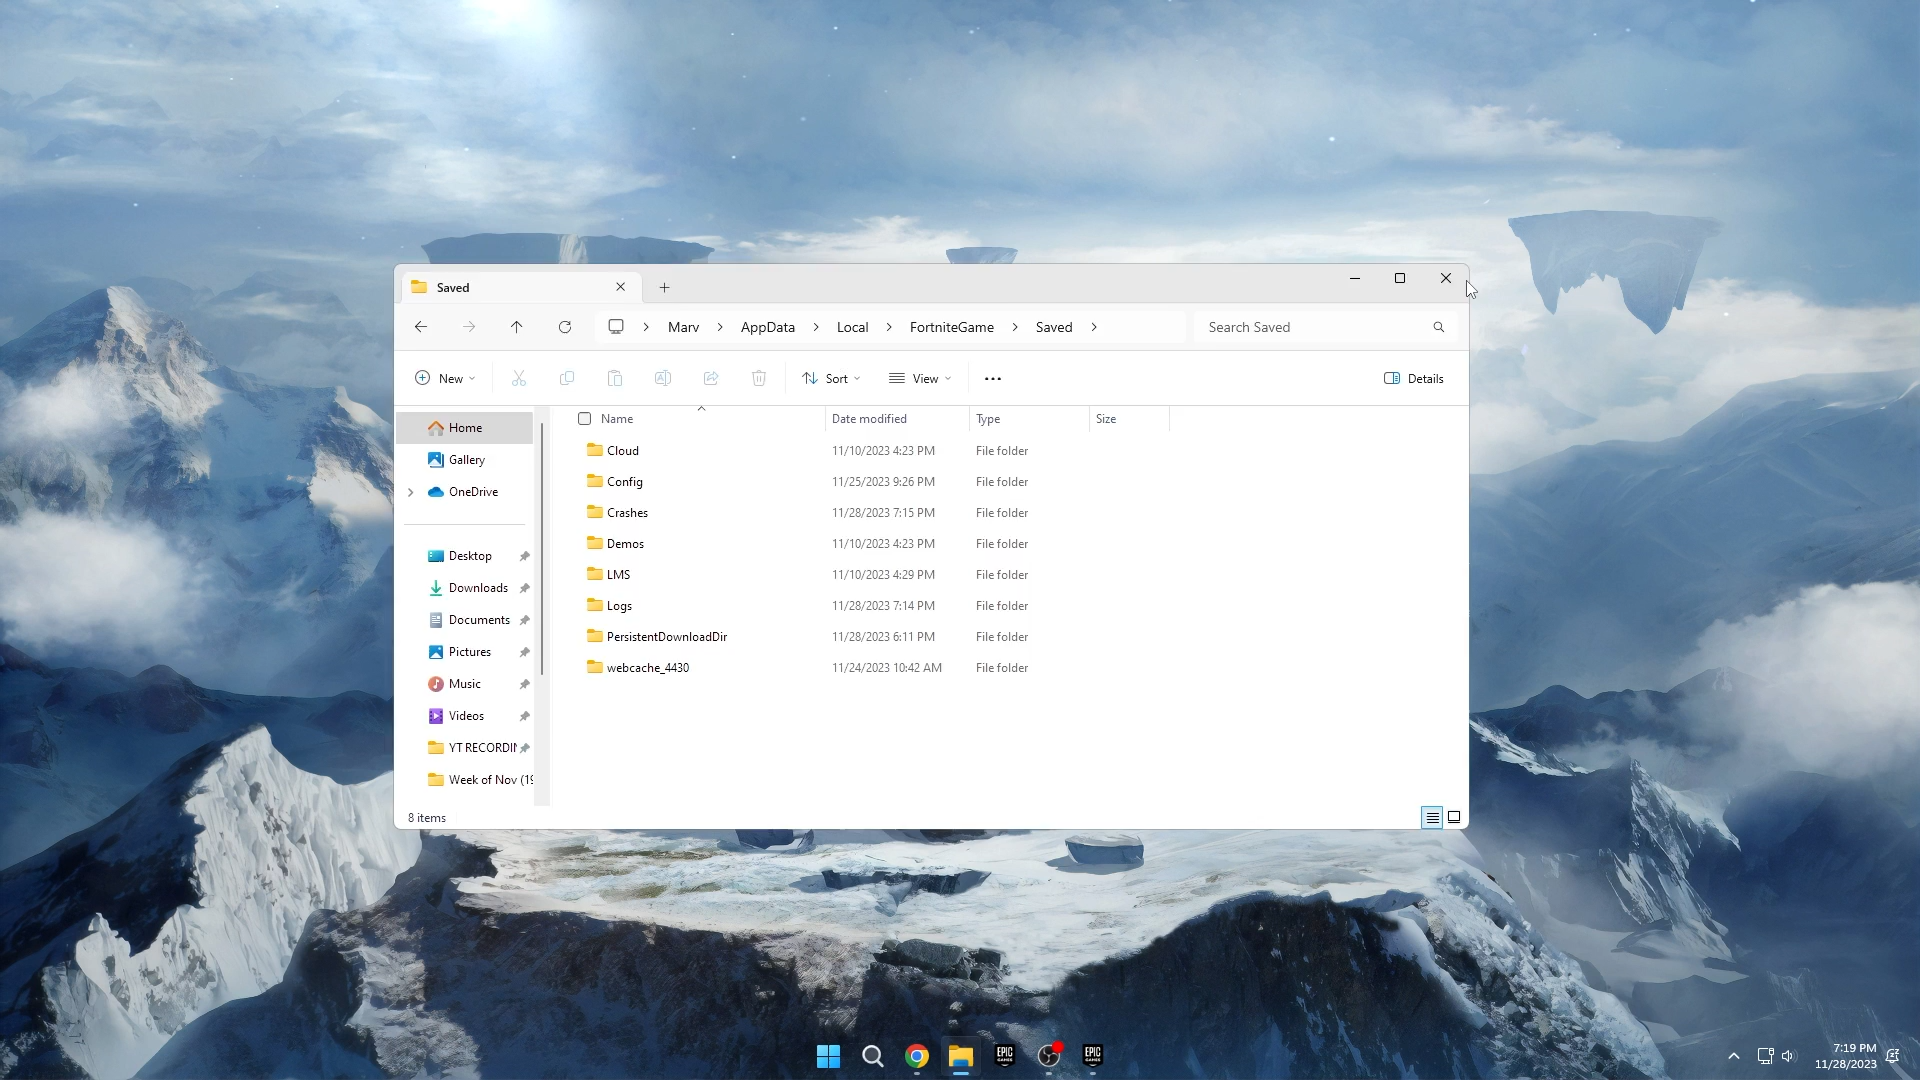 Saved
Marv
AppData
Local
FortniteGame
Saved
Search Saved
New
Sort
View
Details
Home
Gallery
OneDrive
Desktop
Downloads
Documents
Pictures
Music
Videos
YT RECORDIN
Week of Nov (19
Name Date modified Type Size
Cloud 11/10/2023 4:23 PM File folder
Config 11/25/2023 9:26 PM File folder
Crashes 11/28/2023 7:15 PM File folder
Demos 11/10/2023 4:23 PM File folder
LMS 11/10/2023 4:29 PM File folder
Logs 11/28/2023 7:14 PM File folder
PersistentDownloadDir 11/28/2023 6:11 PM File folder
webcache_4430 11/24/2023 10:42 AM File folder
8 items
EPIC
GAMES
EPIC
GAMES
7:19 PM
11/28/2023